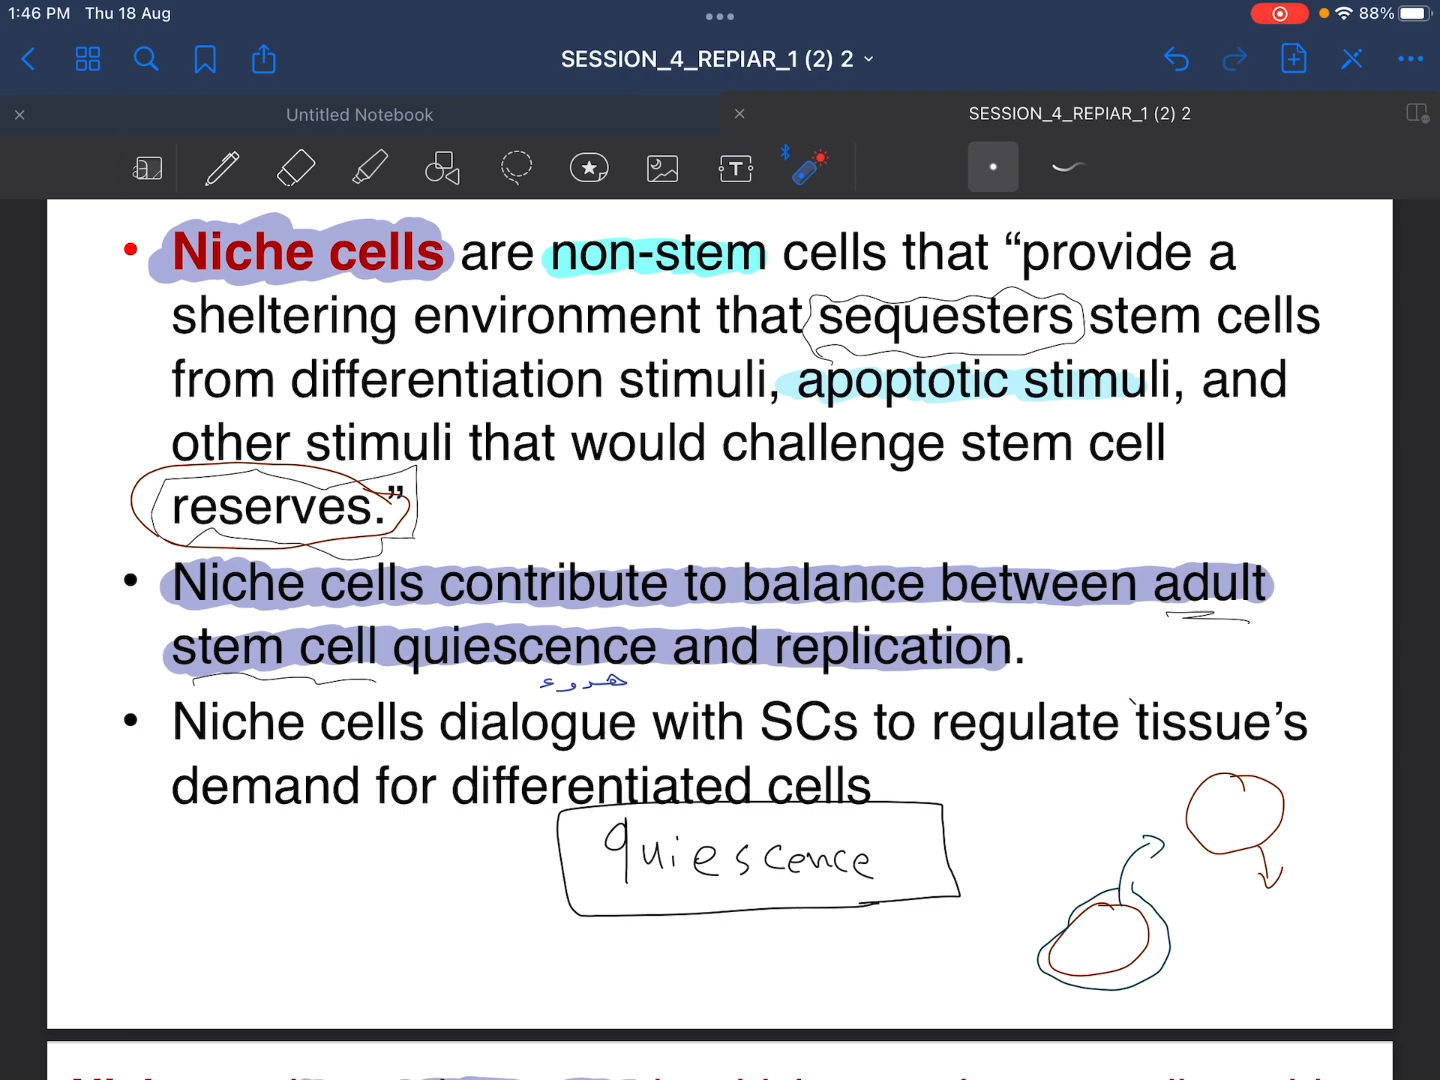 1:46 PM Thu 18 Aug
88%
SESSION_4_REPIAR_1 (2) 2
Untitled Notebook
SESSION_4_REPIAR_1 (2) 2
• Niche cells are non-stem cells that “provide a
sheltering environment that sequesters stem cells
from differentiation stimuli, apoptotic stimuli, and
other stimuli that would challenge stem cell
reserves.”
• Niche cells contribute to balance between adult
stem cell quiescence and replication.
هدوء
• Niche cells dialogue with SCs to regulate tissue’s
demand for differentiated cells
quiescence